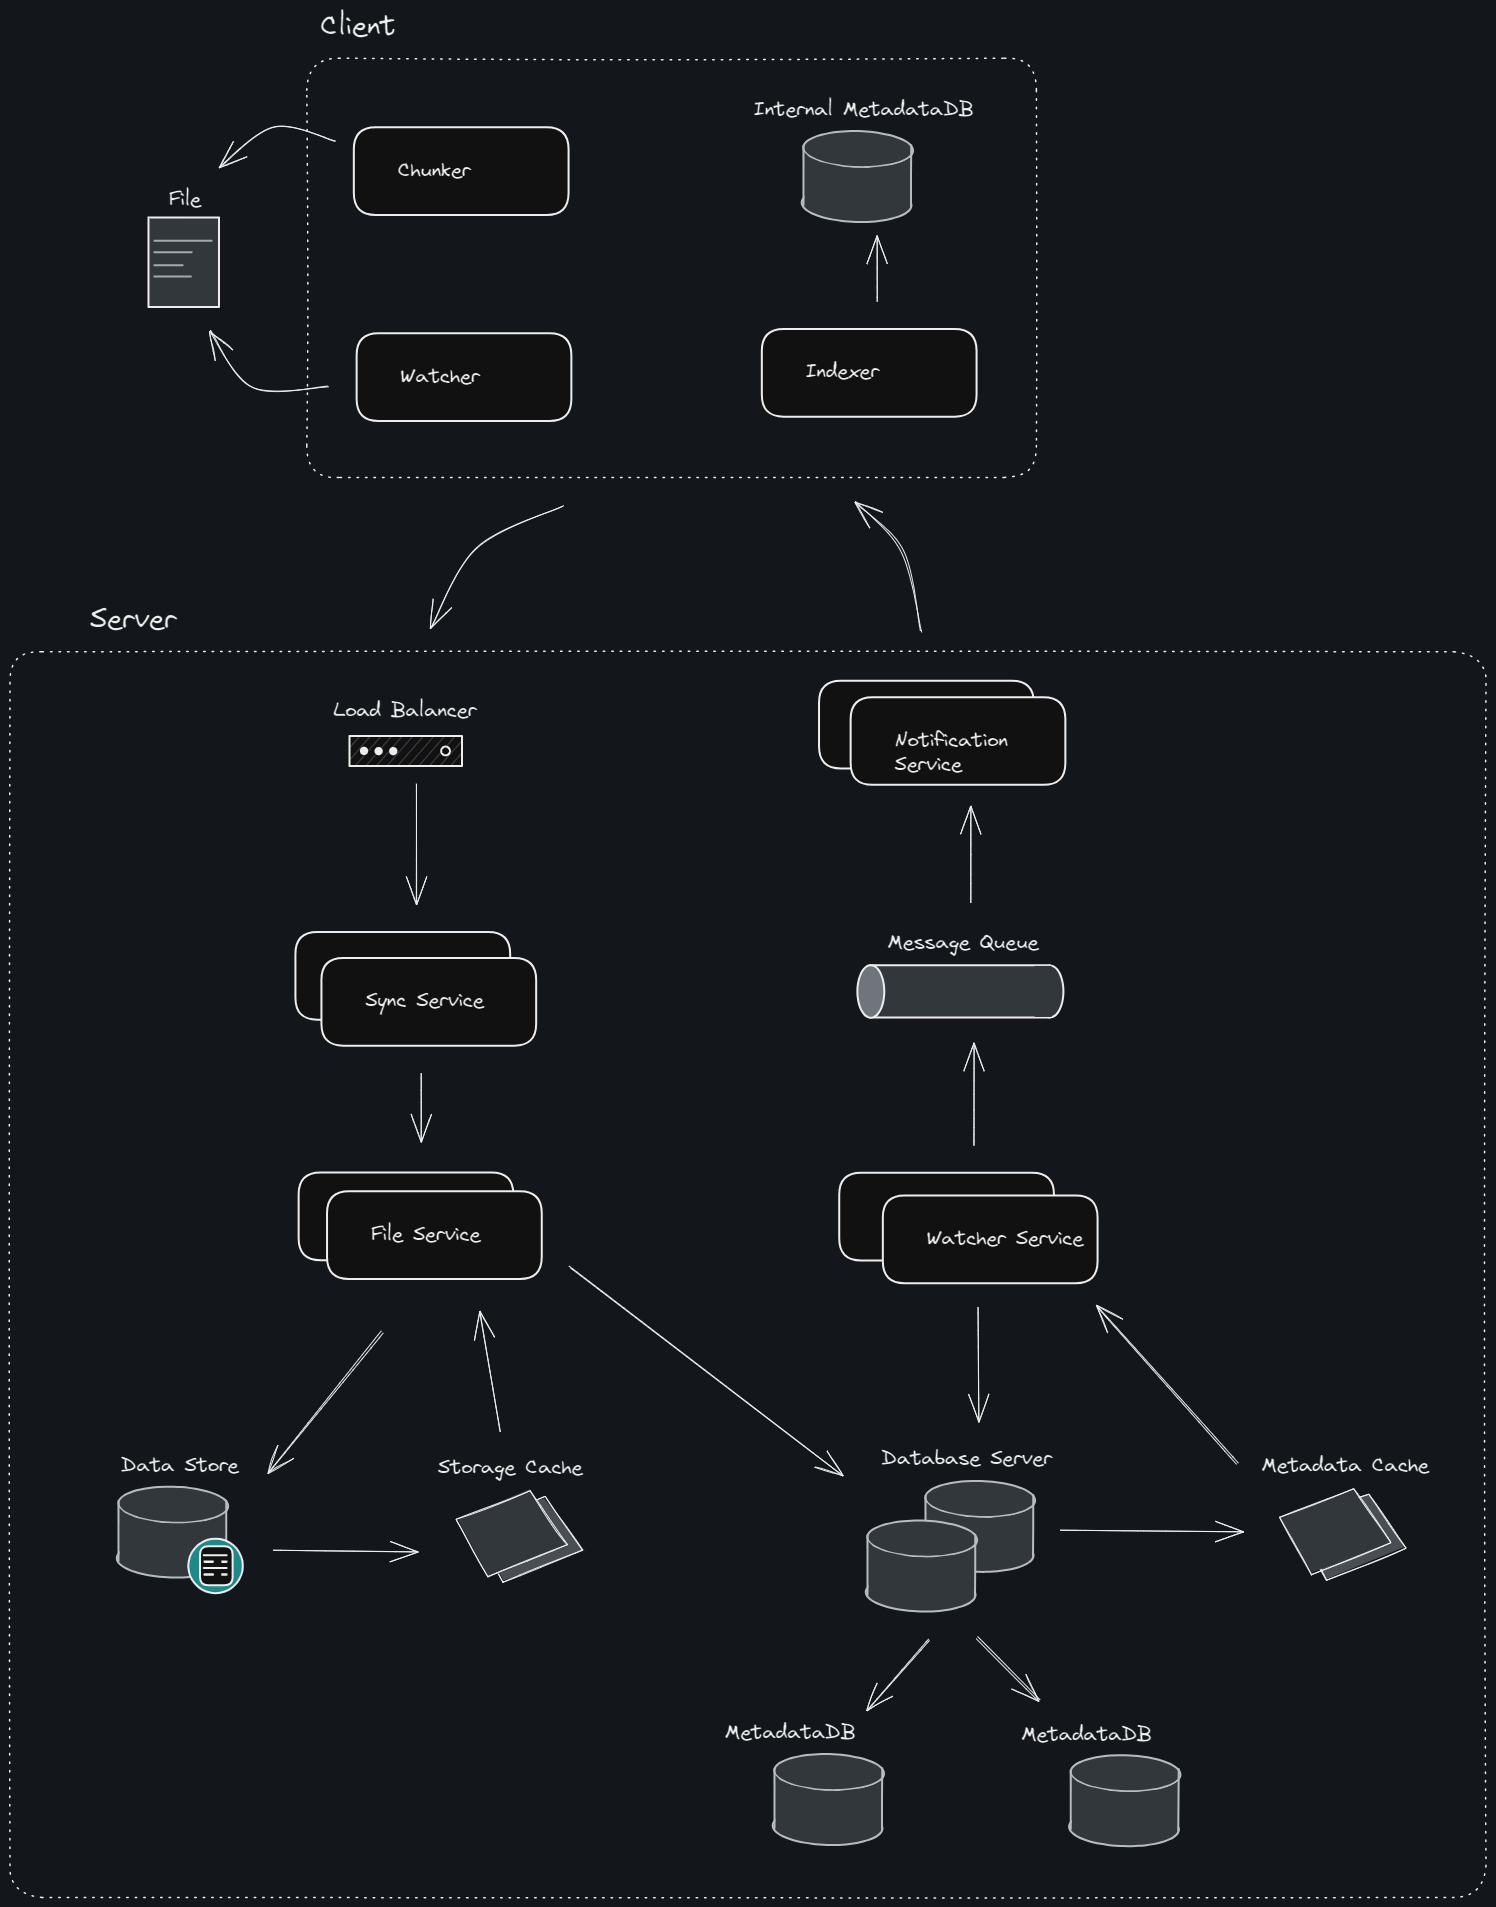 Client
Internal MetadataDB
Chunker
File
Watcher
Indexer
Server
Load Balancer
Notification
Service
Message Queue
Sync Service
File Service
Watcher Service
Data Store
Storage Cache
Database Server
Metadata Cache
MetadataDB
MetadataDB